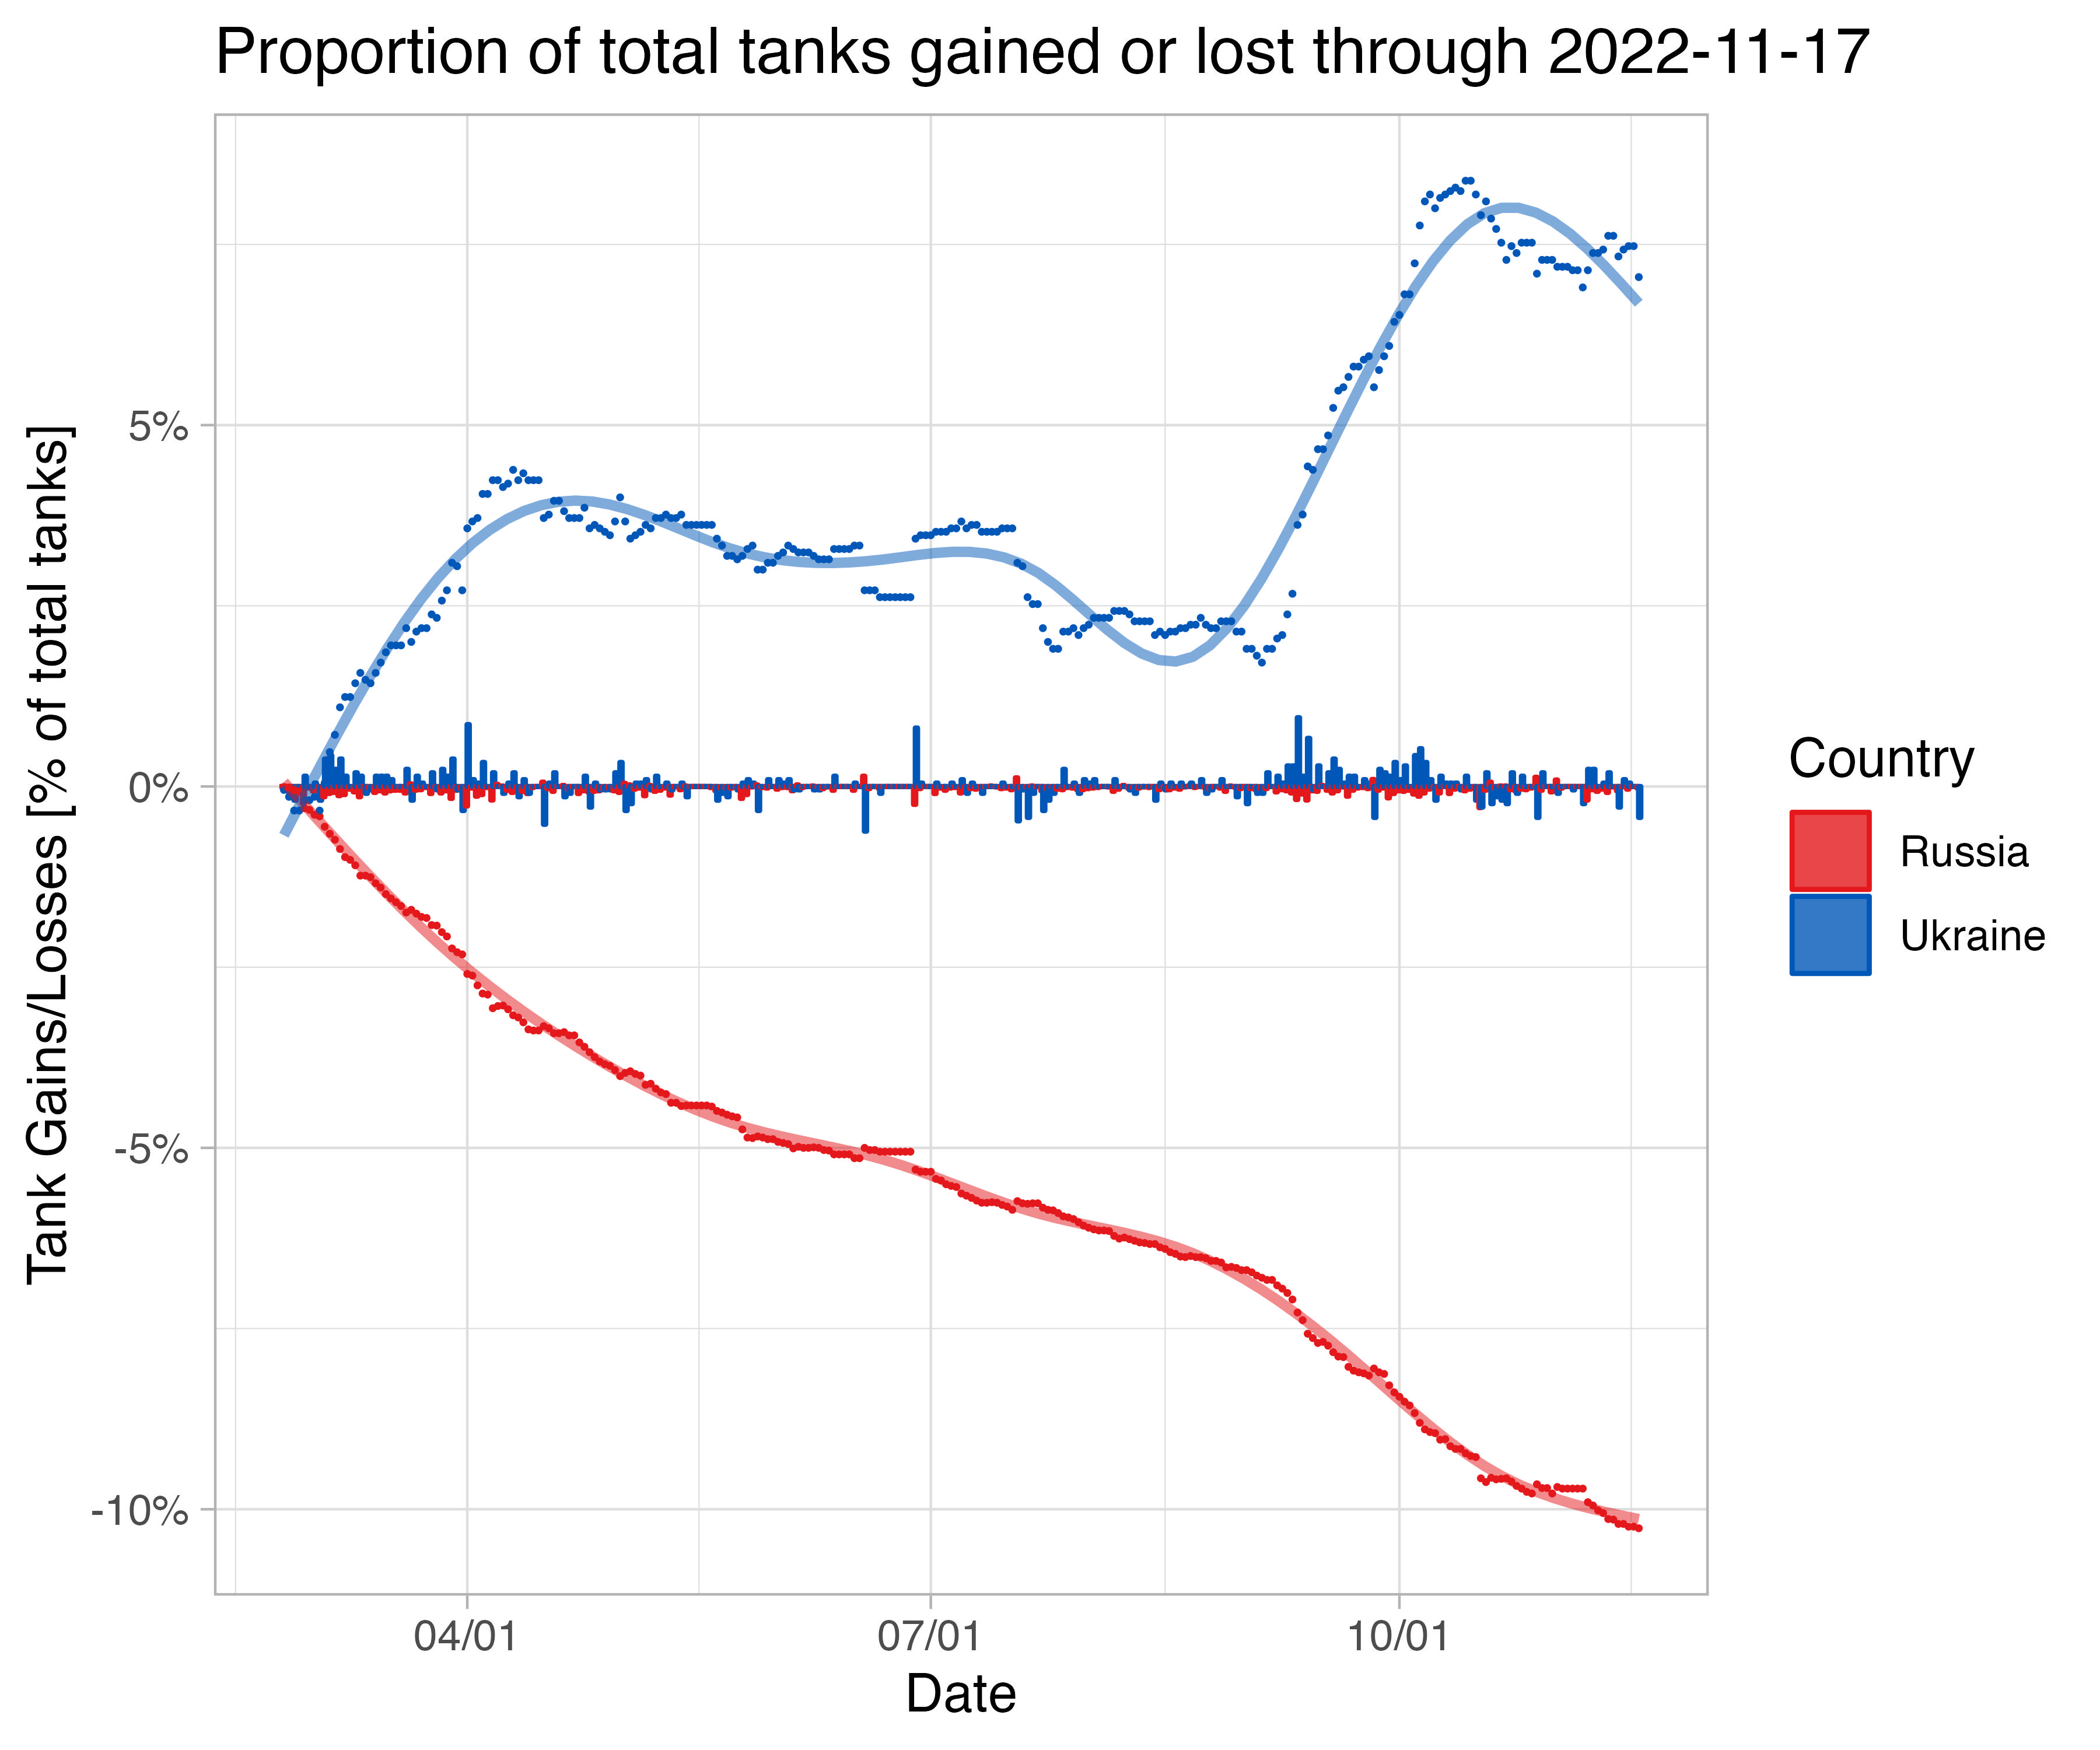 Proportion of total tanks gained or lost through 2022-11-17
Tank Gains/Losses [% of total tanks]
5%
0%
-5%
-10%
04/01
07/01
10/01
Date
Country
Russia
Ukraine